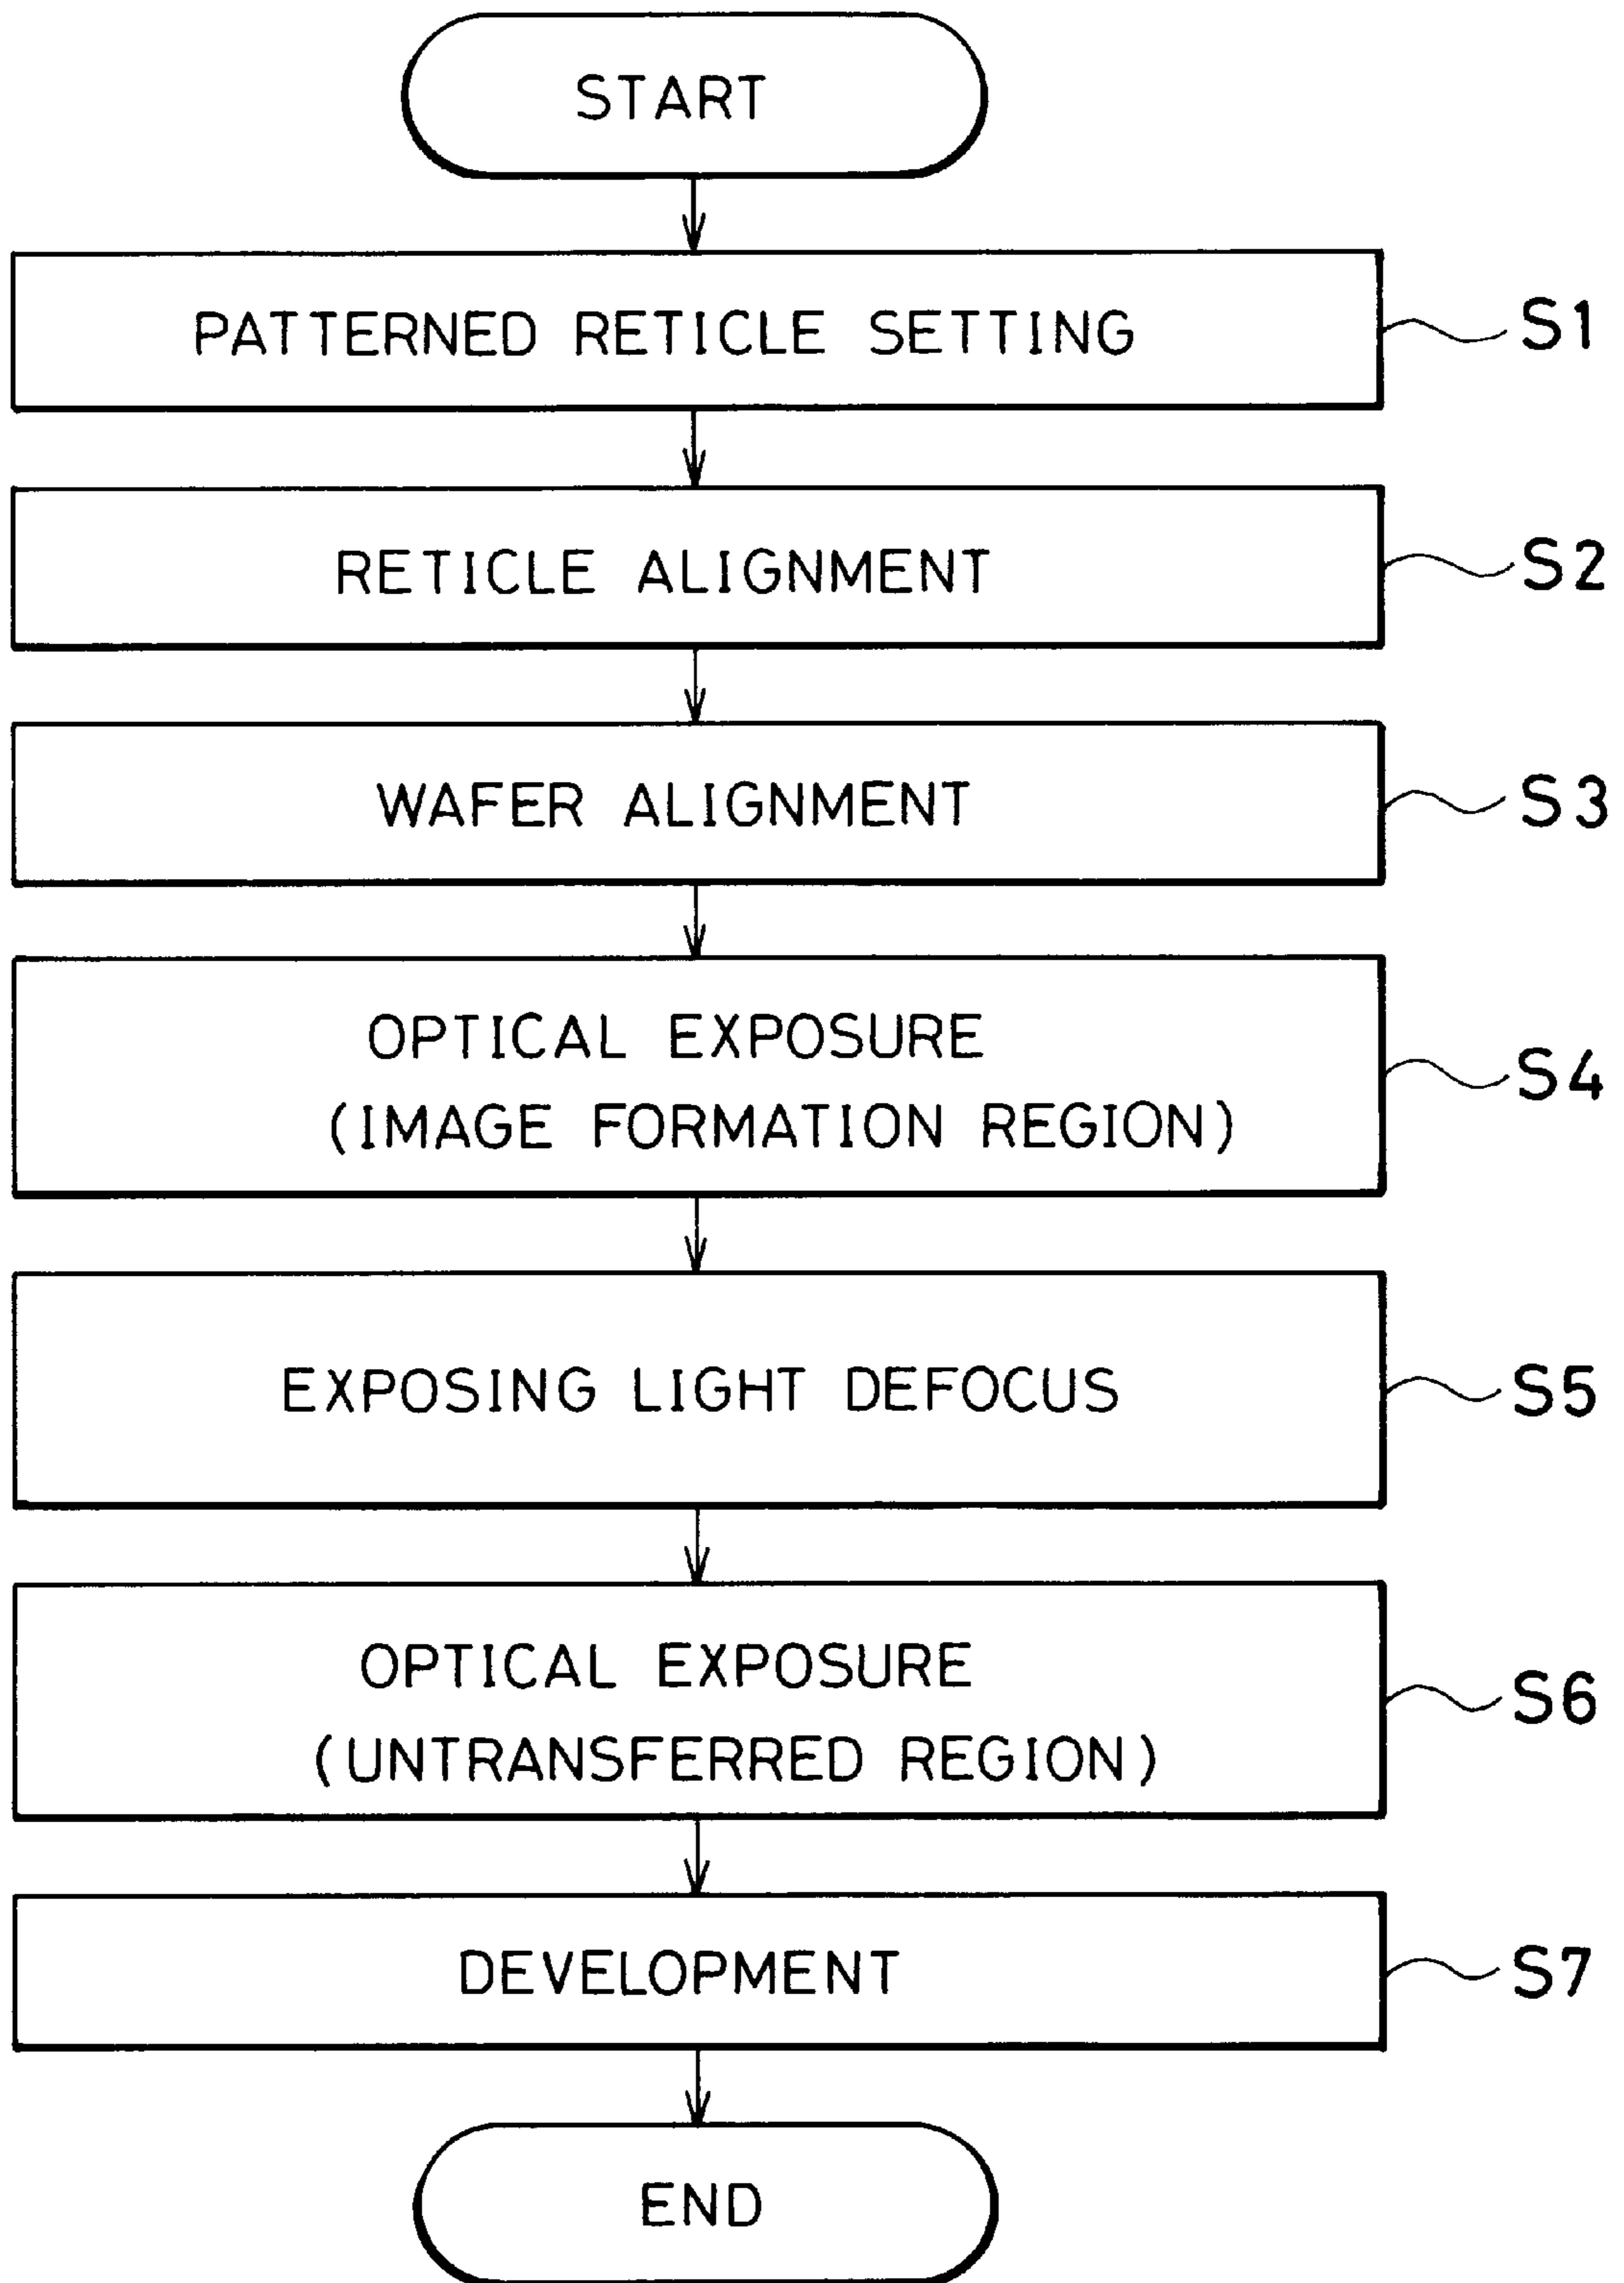 START
PATTERNED RETICLE SETTING
S1
RETICLE ALIGNMENT
S2
WAFER ALIGNMENT
S3
OPTICAL EXPOSURE
(IMAGE FORMATION REGION)
S4
EXPOSING LIGHT DEFOCUS
S5
OPTICAL EXPOSURE
(UNTRANSFERRED REGION)
S6
DEVELOPMENT
S7
END